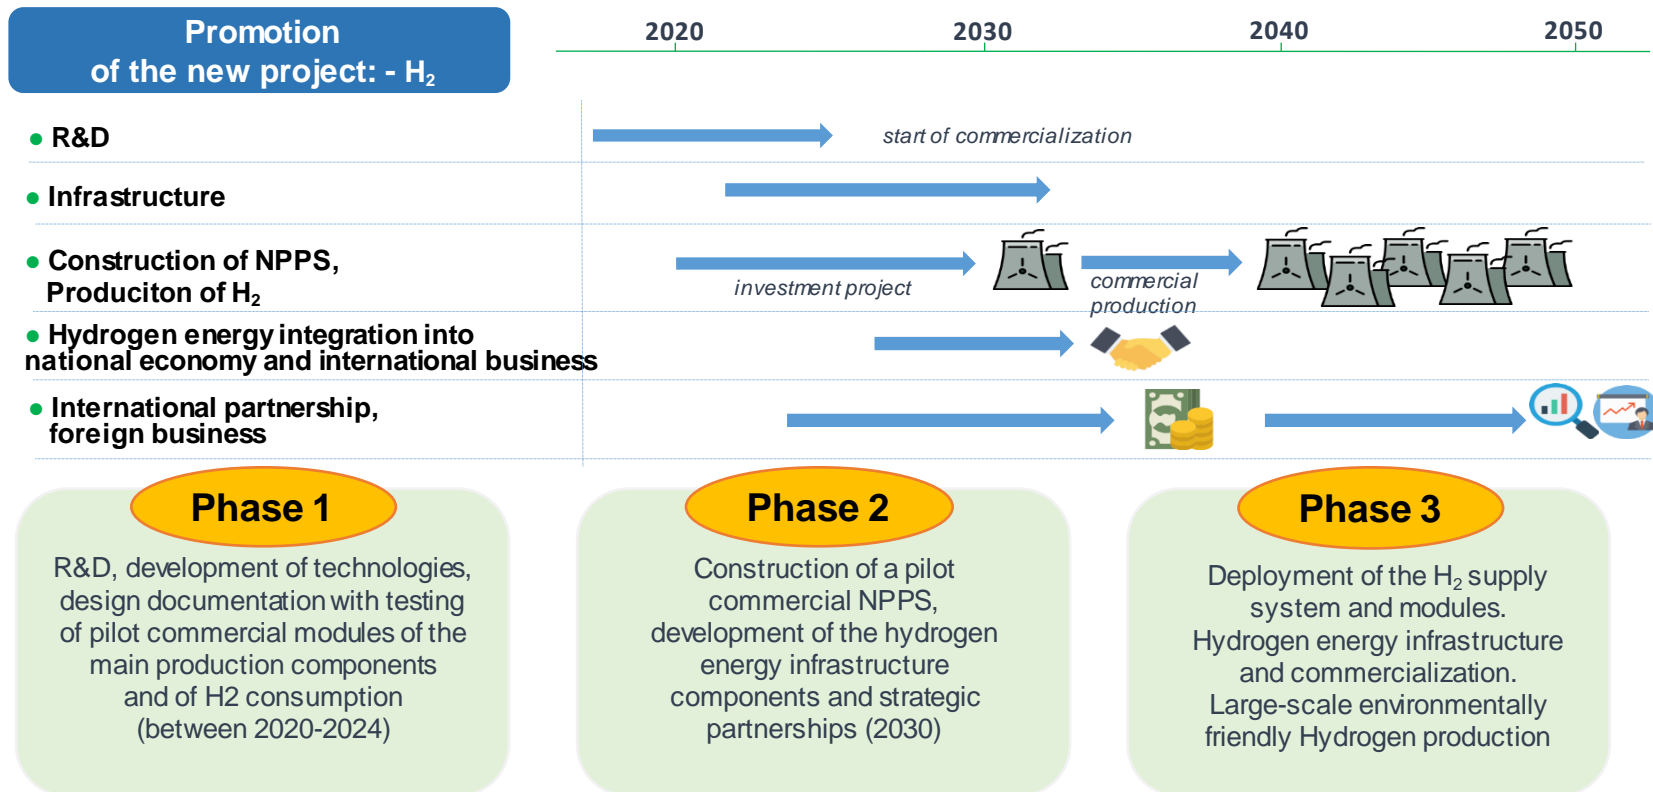 Promotion
of the new project: - H₂
2020 2030 2040 2050
● R&D
start of commercialization
● Infrastructure
● Construction of NPPS,
Produciton of H₂
investment project
commercial
production
● Hydrogen energy integration into
national economy and international business
● International partnership,
foreign business
Phase 1
R&D, development of technologies,
design documentation with testing
of pilot commercial modules of the
main production components
and of H2 consumption
(between 2020-2024)
Phase 2
Construction of a pilot
commercial NPPS,
development of the hydrogen
energy infrastructure
components and strategic
partnerships (2030)
Phase 3
Deployment of the H₂ supply
system and modules.
Hydrogen energy infrastructure
and commercialization.
Large-scale environmentally
friendly Hydrogen production